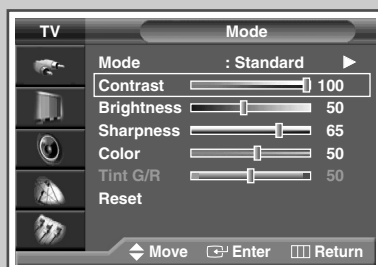 TV Mode
Mode : Standard
Contrast 100
Brightness 50
Sharpness 65
Color 50
Tint G/R 50
Reset
Move Enter Return